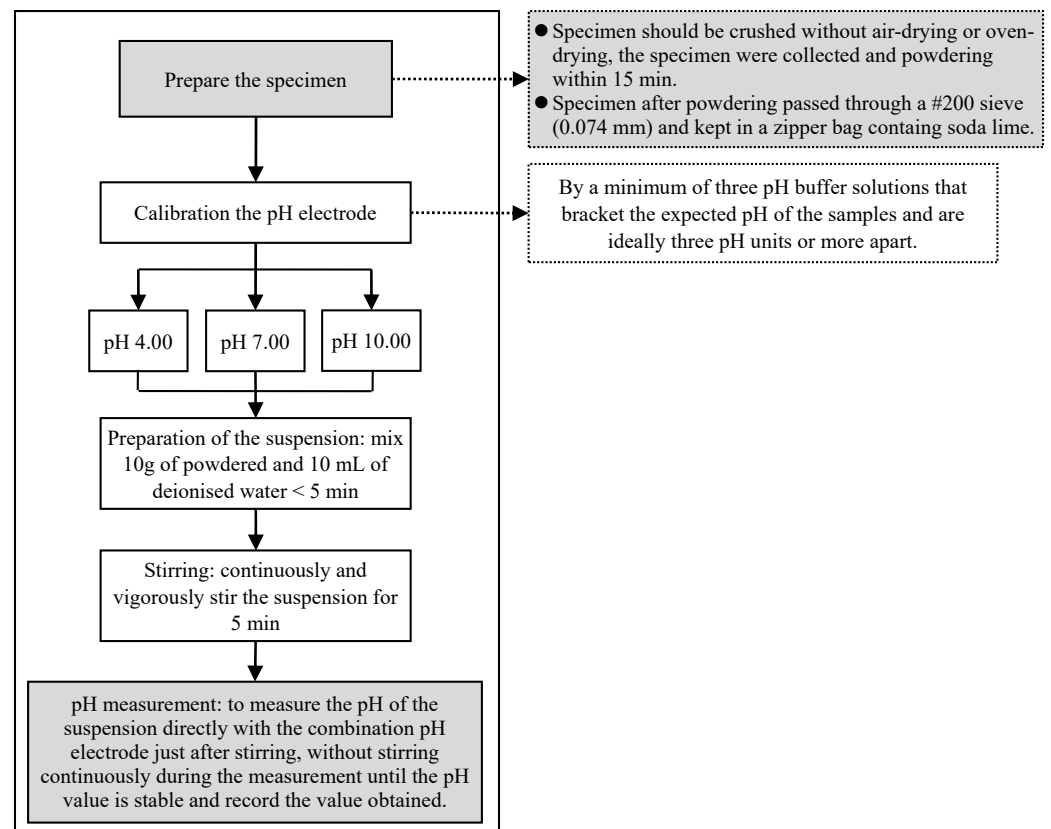 Prepare the specimen
● Specimen should be crushed without air-drying or oven-
drying, the specimen were collected and powdering
within 15 min.
● Specimen after powdering passed through a #200 sieve
(0.074 mm) and kept in a zipper bag containg soda lime.
Calibration the pH electrode
By a minimum of three pH buffer solutions that
bracket the expected pH of the samples and are
ideally three pH units or more apart.
pH 4.00
pH 7.00
pH 10.00
Preparation of the suspension: mix
10g of powdered and 10 mL of
deionised water < 5 min
Stirring: continuously and
vigorously stir the suspension for
5 min
pH measurement: to measure the pH of the
suspension directly with the combination pH
electrode just after stirring, without stirring
continuously during the measurement until the pH
value is stable and record the value obtained.